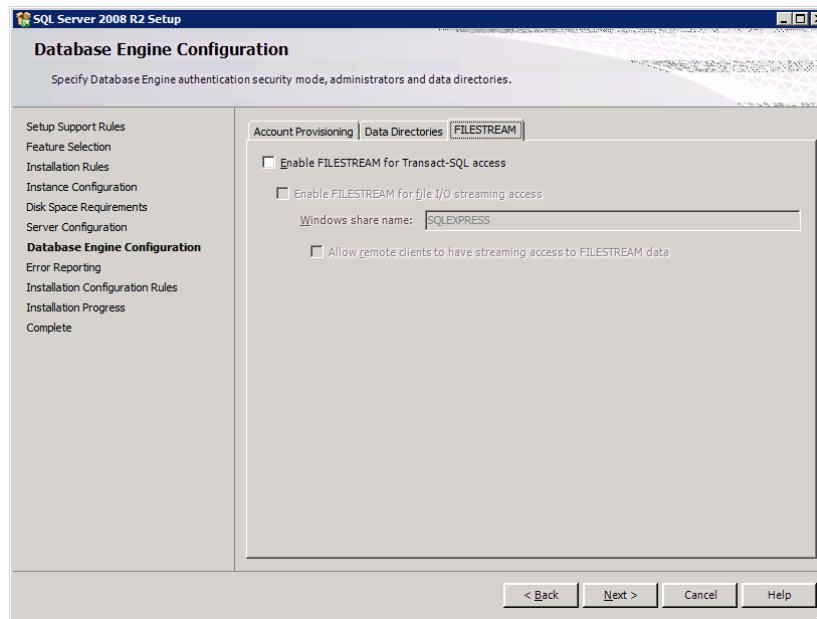 SQL Server 2008 R2 Setup
Database Engine Configuration
Specify Database Engine authentication security mode, administrators and data directories.
Setup Support Rules
Feature Selection
Installation Rules
Instance Configuration
Disk Space Requirements
Server Configuration
Database Engine Configuration
Error Reporting
Installation Configuration Rules
Installation Progress
Complete
Account Provisioning Data Directories FILESTREAM
Enable FILESTREAM for Transact-SQL access
Enable FILESTREAM for file I/O streaming access
Windows share name: SQLEXPRESS
Allow remote clients to have streaming access to FILESTREAM data
< Back Next > Cancel Help